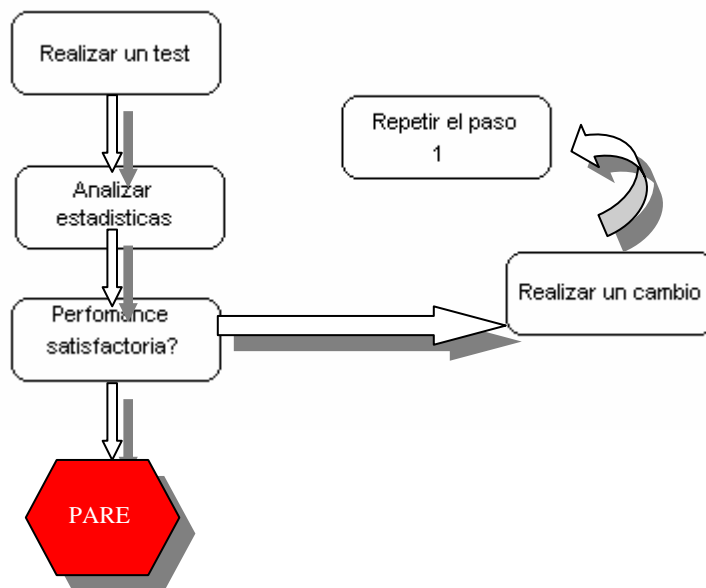 Realizar un test
Analizar
estadisticas
Perfomance
satisfactoria?
PARE
Realizar un cambio
Repetir el paso
1